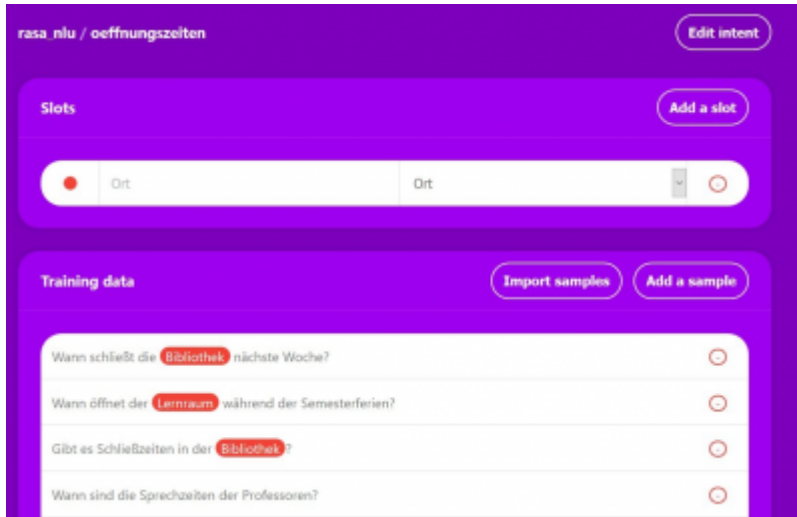 rasa_nlu / oeffnungszeiten
Edit intent
Slots
Add a slot
Ort
Ort
Training data
Import samples
Add a sample
Wann schließt die Bibliothek nächste Woche?
Wann öffnet der Lernraum während der Semesterferien?
Gibt es Schließzeiten in der Bibliothek?
Wann sind die Sprechzeiten der Professoren?